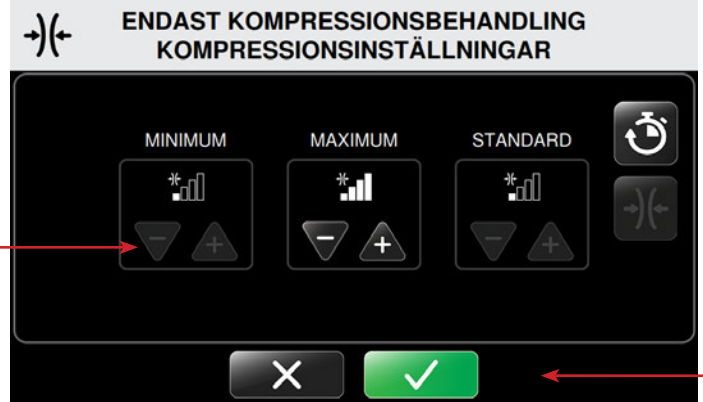 ENDAST KOMPRESSIONSBEHANDLING
KOMPRESSIONSINSTÄLLNINGAR
MINIMUM MAXIMUM STANDARD